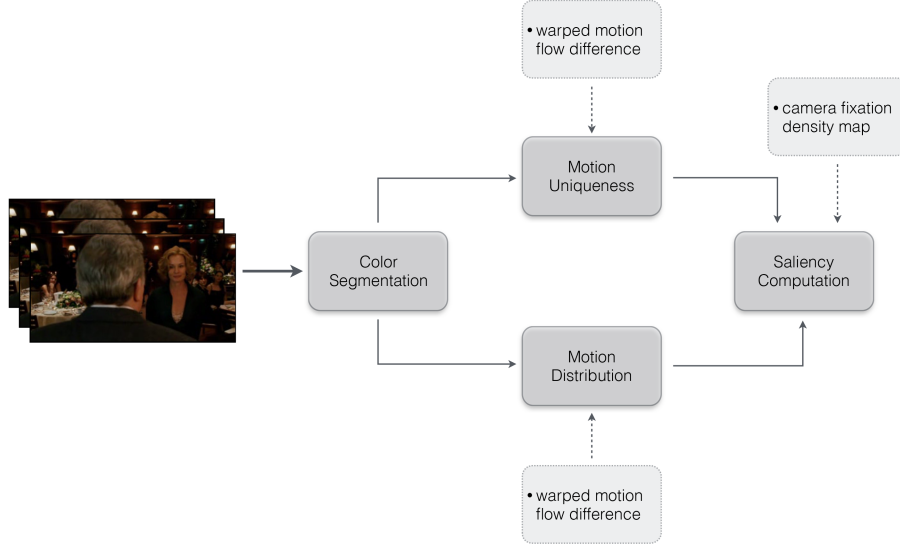 • warped motion
flow difference
• camera fixation
density map
Motion
Uniqueness
Color
Segmentation
Saliency
Computation
Motion
Distribution
• warped motion
flow difference